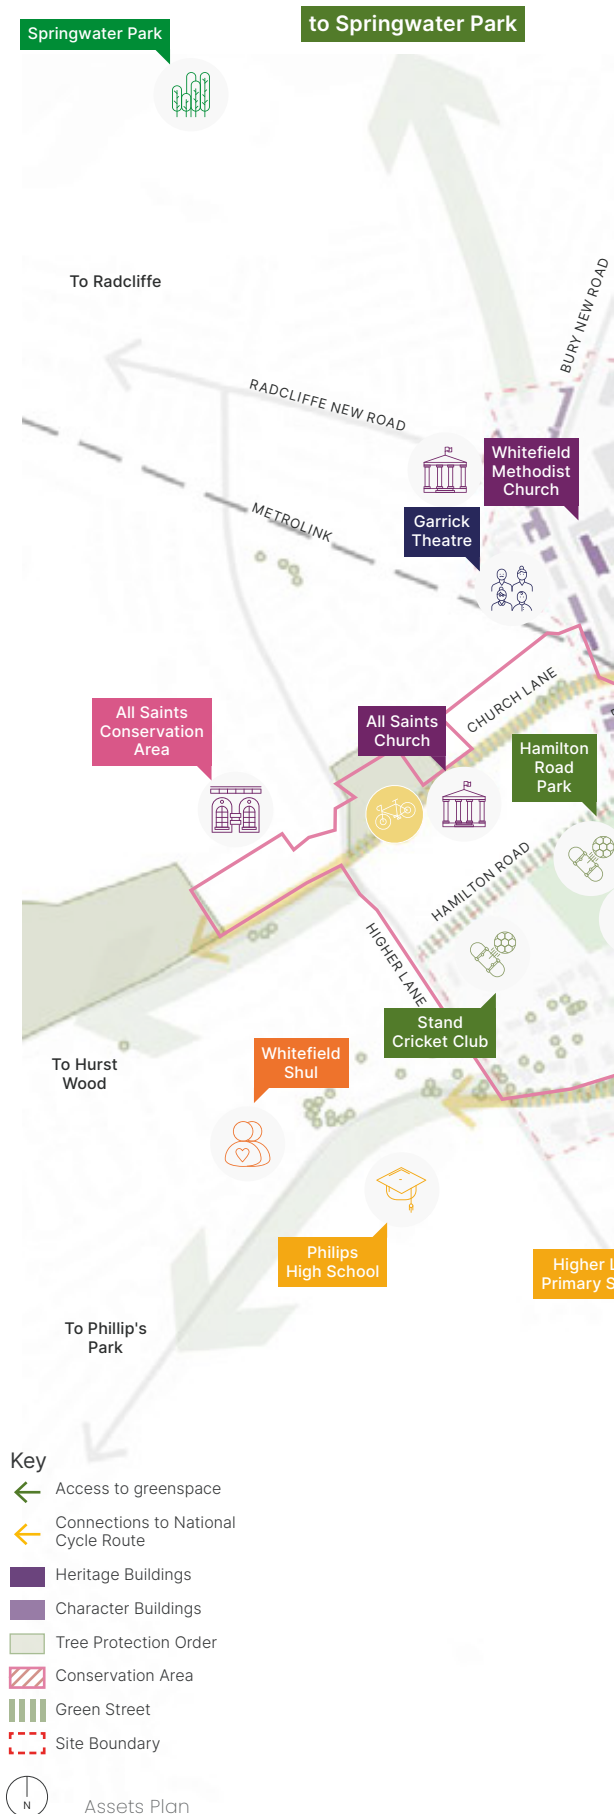 to Springwater Park
Springwater Park
To Radcliffe
BURY NEW ROAD
RADCLIFFE NEW ROAD
Whitefield
Methodist
Church
METROLINK
Garrick
Theatre
CHURCH LANE
All Saints
Conservation
Area
All Saints
Church
Hamilton
Road
Park
HAMILTON ROAD
HIGHER LANE
Stand
Cricket Club
To Hurst
Wood
Whitefield
Shul
Philips
High School
Higher L
Primary S
To Phillip's
Park
Key
Access to greenspace
Connections to National
Cycle Route
Heritage Buildings
Character Buildings
Tree Protection Order
Conservation Area
Green Street
Site Boundary
N
Assets Plan